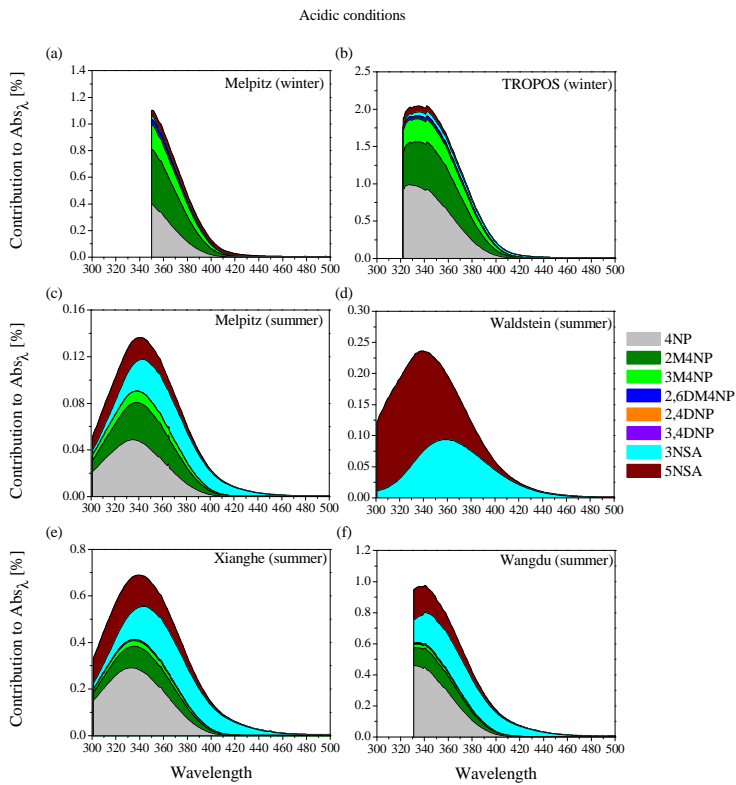 Acidic conditions
(a)
Melpitz (winter)
Contribution to Absλ [%]
1.4
1.2
1.0
0.8
0.6
0.4
0.2
0.0
300 320 340 360 380 400 420 440 460 480 500
(b)
TROPOS (winter)
2.5
2.0
1.5
1.0
0.5
0.0
300 320 340 360 380 400 420 440 460 480 500
(c)
Melpitz (summer)
Contribution to Absλ [%]
0.16
0.12
0.08
0.04
0.00
300 320 340 360 380 400 420 440 460 480 500
(d)
Waldstein (summer)
0.30
0.25
0.20
0.15
0.10
0.05
0.00
300 320 340 360 380 400 420 440 460 480 500
4NP
2M4NP
3M4NP
2,6DM4NP
2,4DNP
3,4DNP
3NSA
5NSA
(e)
Xianghe (summer)
Contribution to Absλ [%]
0.8
0.6
0.4
0.2
0.0
300 320 340 360 380 400 420 440 460 480 500
Wavelength
(f)
Wangdu (summer)
1.2
1.0
0.8
0.6
0.4
0.2
0.0
300 320 340 360 380 400 420 440 460 480 500
Wavelength